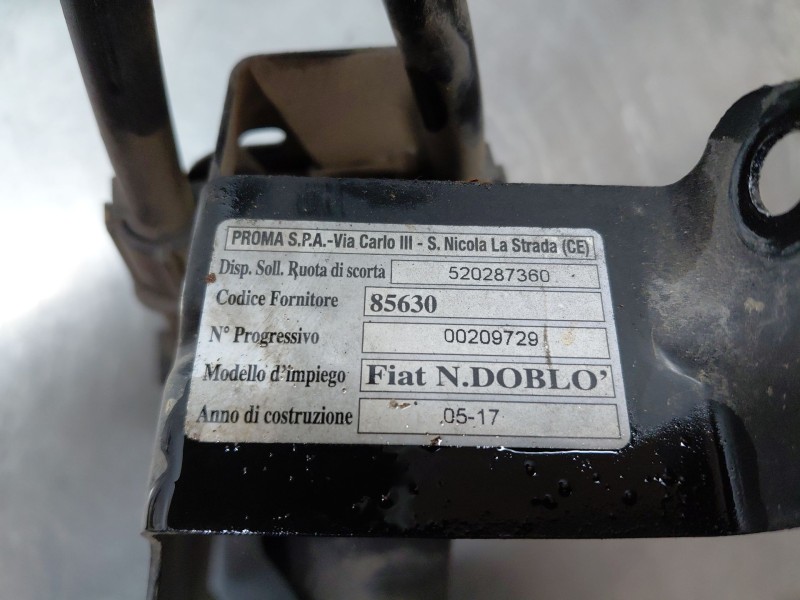 PROMA S.P.A.-Via Carlo III - S. Nicola La Strada (CE)
Disp. Soll. Ruota di scorta 520287360
Codice Fornitore 85630
N° Progressivo 00209729
Modello d'impiego Fiat N.DOBLO'
Anno di costruzione 05-17